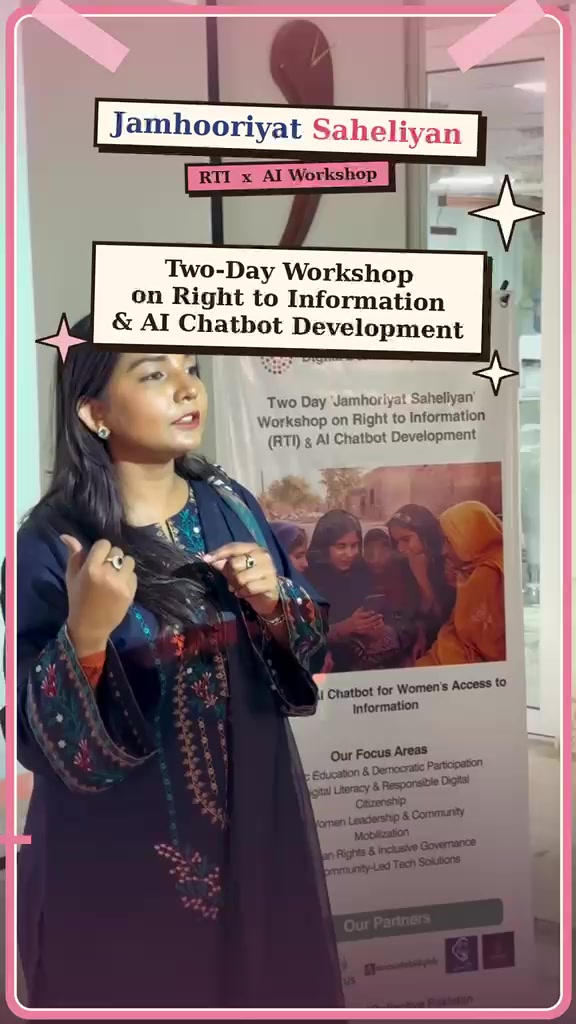 Jamhooriyat Saheliyan
RTI x AI Workshop
Two-Day Workshop
on Right to Information
& AI Chatbot Development
Two Day 'Jamhoriyat Saheliyan'
Workshop on Right to Information
(RTI) & AI Chatbot Development
Chatbot for Women's Access to
Information
Our Focus Areas
Education & Democratic Participation
Digital Literacy & Responsible Digital
Citizenship
Women Leadership & Community
Mobilization
Rights & Inclusive Governance
Community-Led Tech Solutions
Our Partners